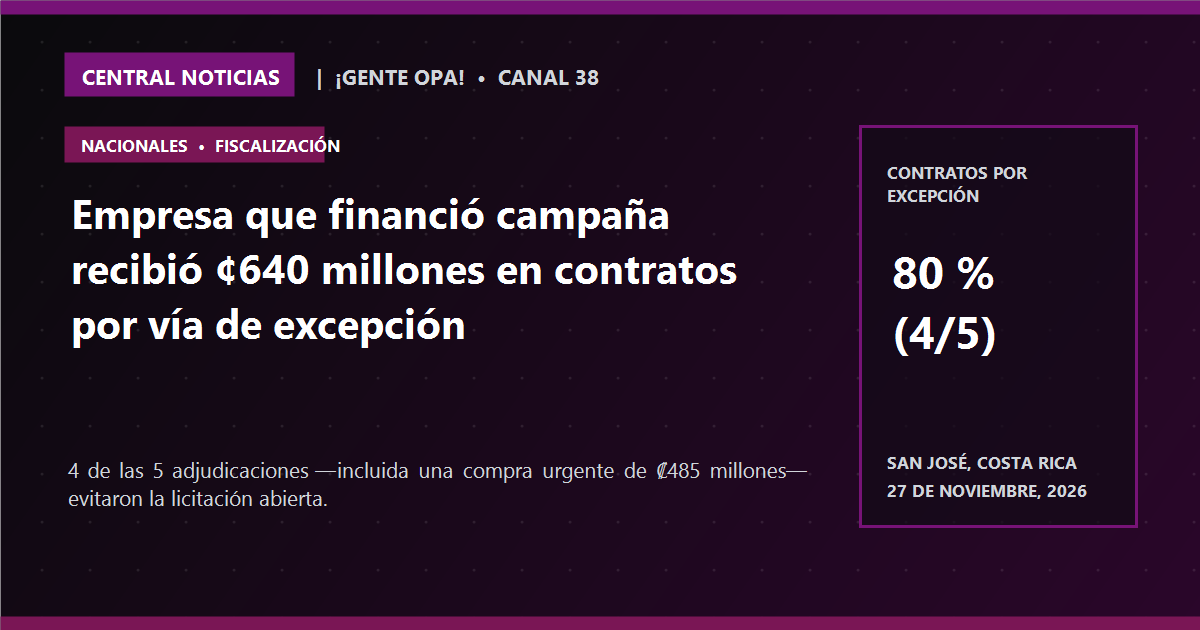 CENTRAL NOTICIAS | ¡GENTE OPA! • CANAL 38
NACIONALES • FISCALIZACIÓN
Empresa que financió campaña
recibió ¢640 millones en contratos
por vía de excepción
4 de las 5 adjudicaciones —incluida una compra urgente de ₡485 millones—
evitaron la licitación abierta.
CONTRATOS POR
EXCEPCIÓN
80 %
(4/5)
SAN JOSÉ, COSTA RICA
27 DE NOVIEMBRE, 2026